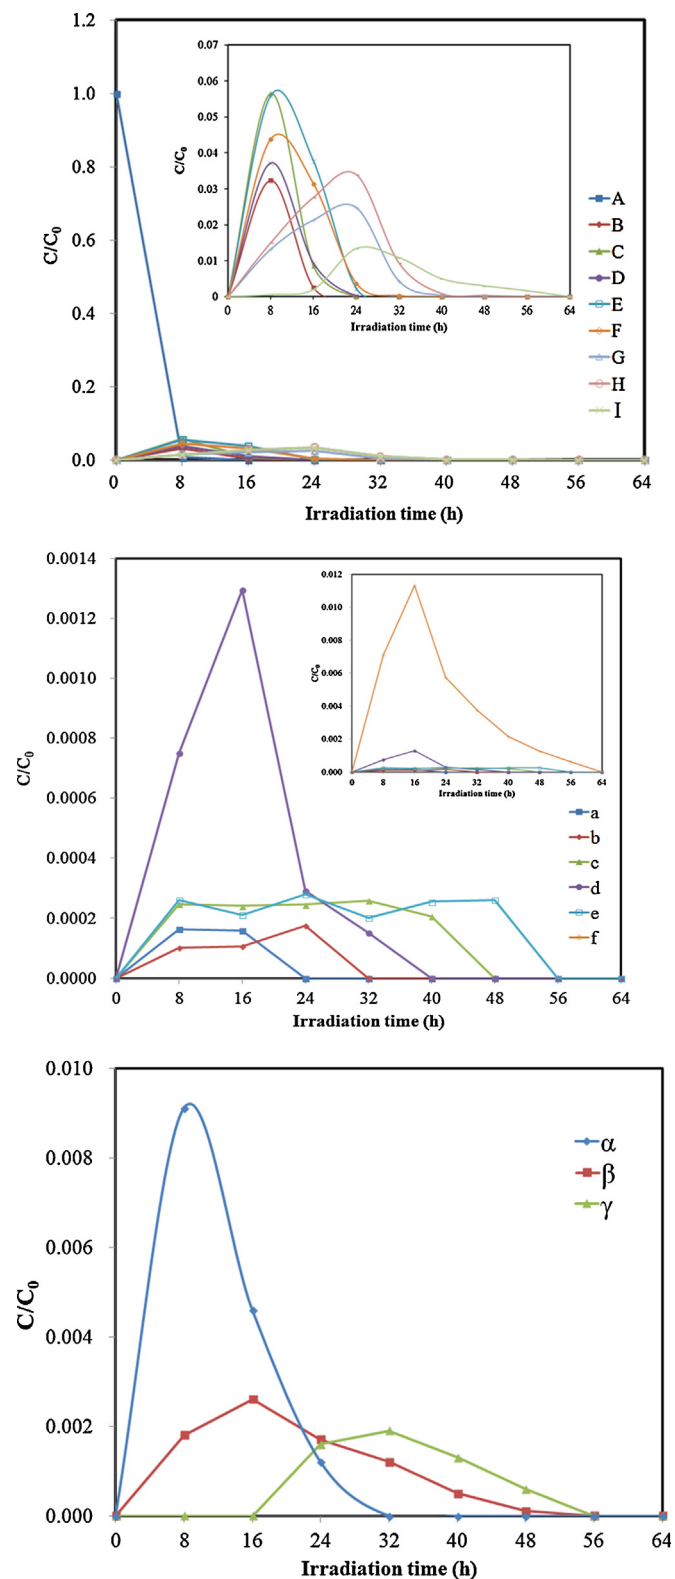 1.2
1.0
0.8
0.6
0.4
0.2
0.0
C/C0
0 8 16 24 32 40 48 56 64
Irradiation time (h)
0.07
0.06
0.05
0.04
0.03
0.02
0.01
0
C/C0
0 8 16 24 32 40 48 56 64
Irradiation time (h)
A
B
C
D
E
F
G
H
I
0.0014
0.0012
0.0010
0.0008
0.0006
0.0004
0.0002
0.0000
C/C0
0 8 16 24 32 40 48 56 64
Irradiation time (h)
0.012
0.010
0.008
0.006
0.004
0.002
0.000
C/C0
0 8 16 24 32 40 48 56 64
Irradiation time (h)
a
b
c
d
e
f
0.010
0.008
0.006
0.004
0.002
0.000
C/C0
0 8 16 24 32 40 48 56 64
Irradiation time (h)
α
β
γ